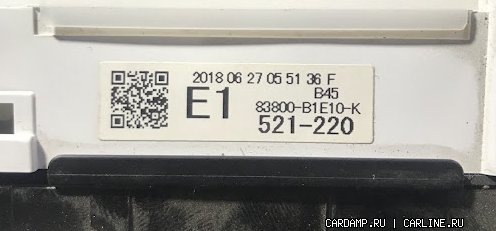 2018 06 27 05 51 36 F
B45
E1
83800-B1E10-K
521-220
CARDAMP.RU | CARLINE.RU